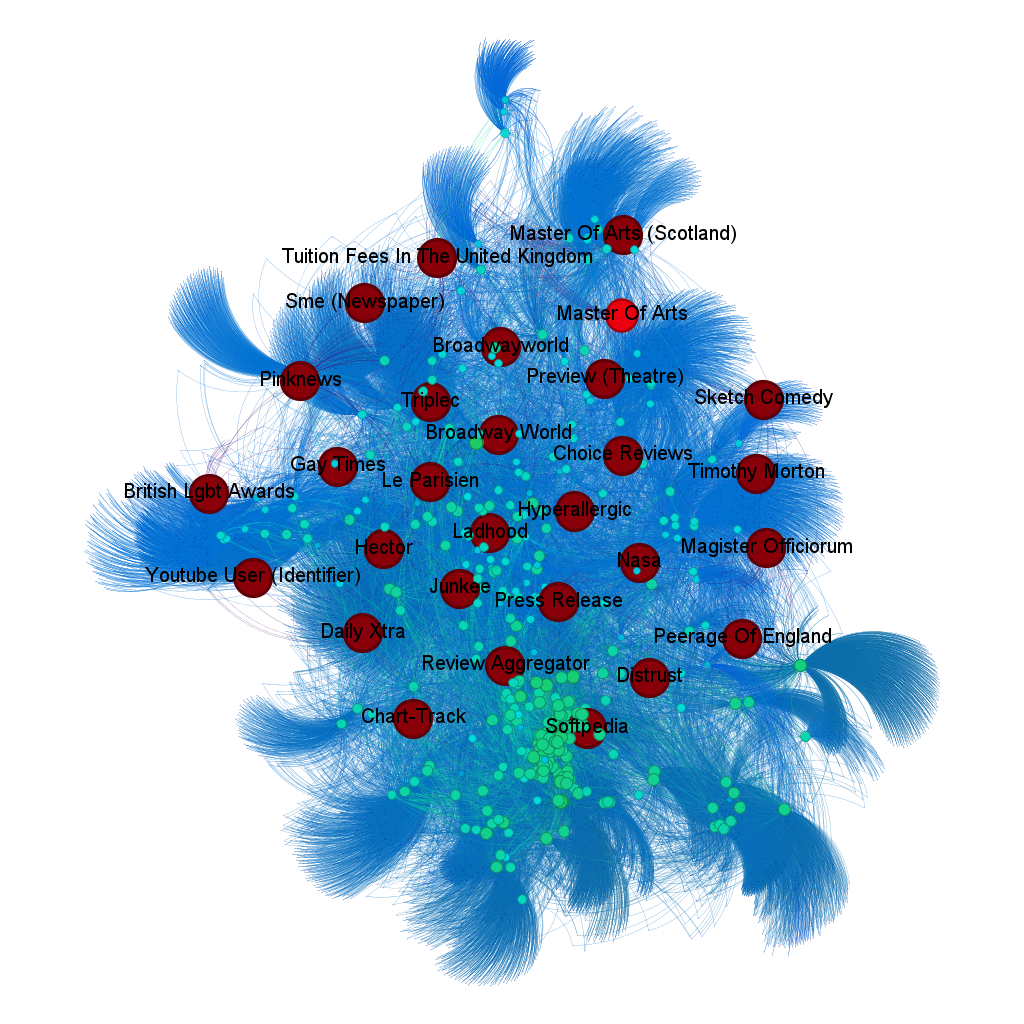 Master Of Arts (Scotland)
Tuition Fees In The United Kingdom
Sme (Newspaper)
Master Of Arts
Broadwayworld
Preview (Theatre)
Pinknews
Triplec
Sketch Comedy
Broadway World
Choice Reviews
Gay Times
Timothy Morton
Le Parisien
British Lgbt Awards
Hyperallergic
Ladhood
Hector
Magister Officiorum
Nasa
Youtube User (Identifier)
Junkee
Press Release
Daily Xtra
Peerage Of England
Review Aggregator
Distrust
Chart-Track
Softpedia